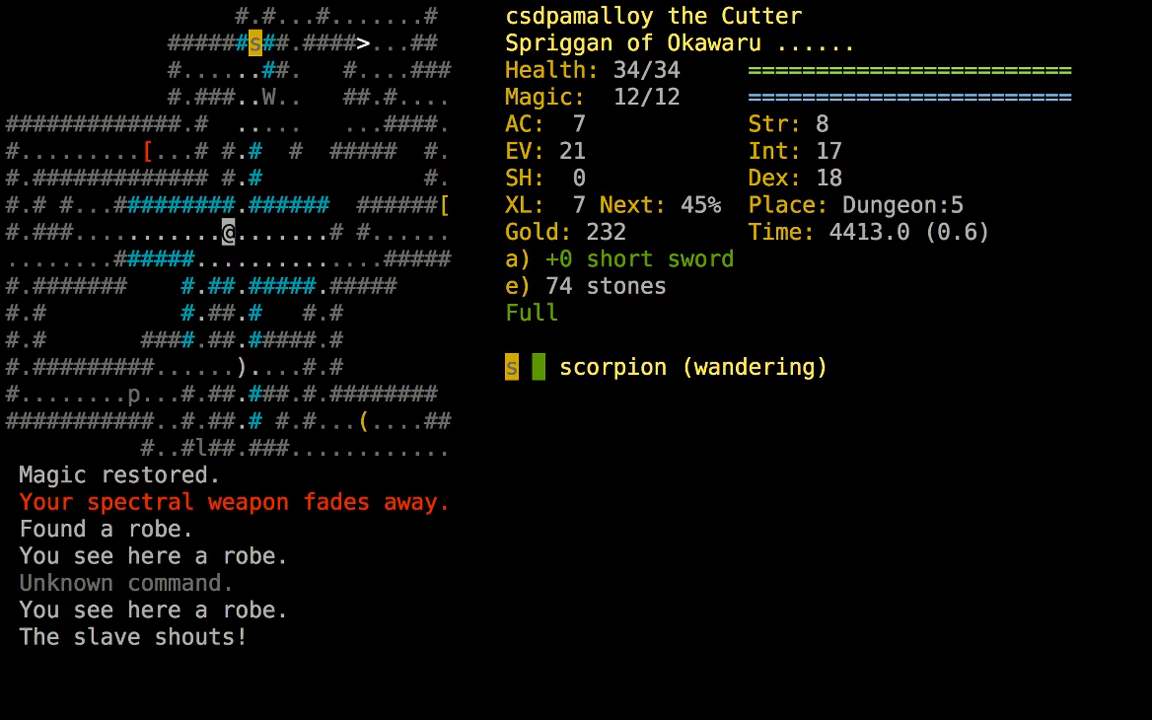 csdpamalloy the Cutter
Spriggan of Okawaru ......
Health: 34/34 ========================
Magic: 12/12 ========================
AC: 7 Str: 8
EV: 21 Int: 17
SH: 0 Dex: 18
XL: 7 Next: 45% Place: Dungeon:5
Gold: 232 Time: 4413.0 (0.6)
a) +0 short sword
e) 74 stones
Full
s scorpion (wandering)
Magic restored.
Your spectral weapon fades away.
Found a robe.
You see here a robe.
Unknown command.
You see here a robe.
The slave shouts!